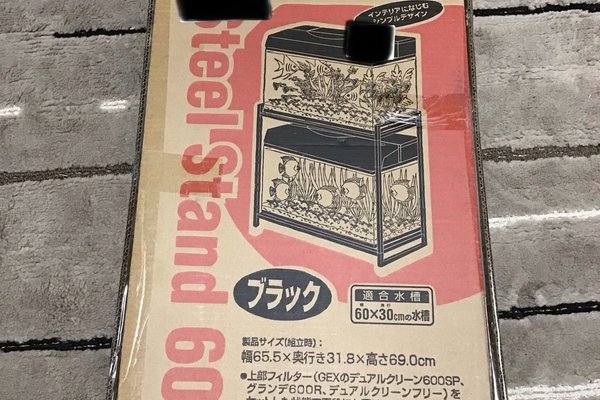 インテリアになじむ
シンプルデザイン
Steel Stand 60
ブラック
適合水槽
幅 奥行
60×30cmの水槽
製品サイズ(組立時):
幅65.5×奥行き31.8×高さ69.0cm
●上部フィルター(GEXのデュアルクリーン600SP、
グランデ600R、デュアルクリーンフリー)を